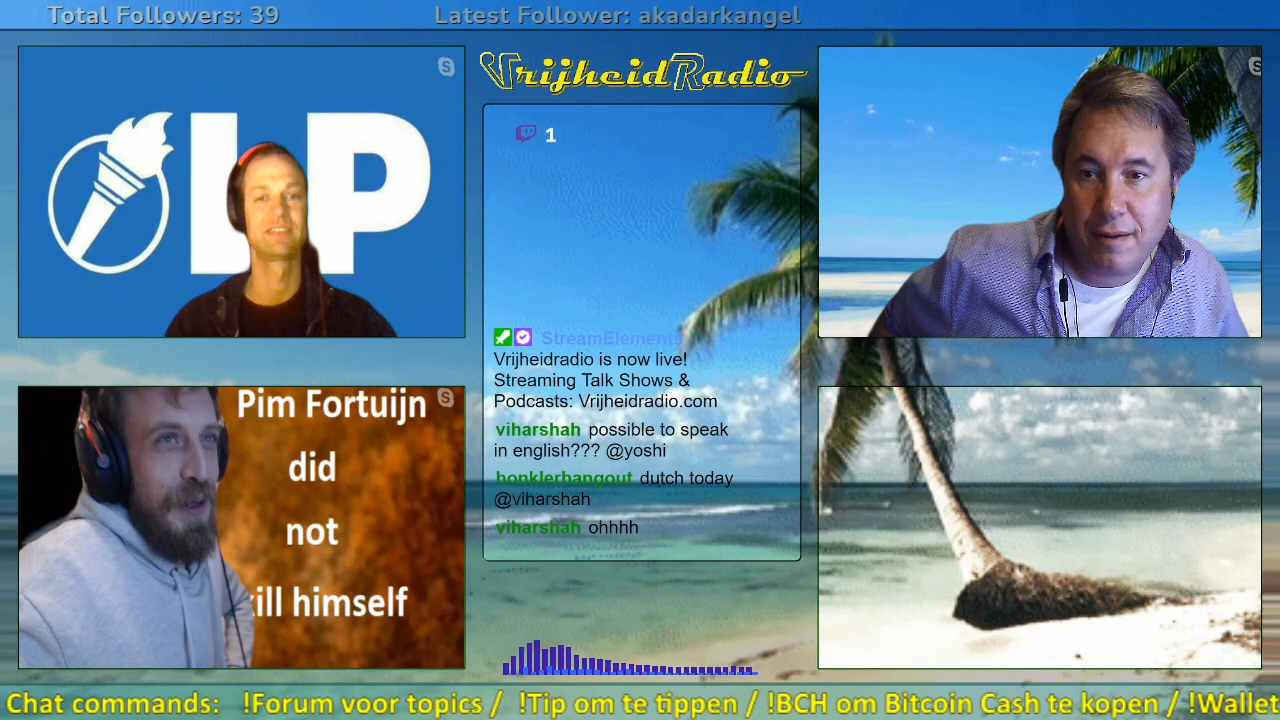 Total Followers: 39
Latest Follower: akadarkangel
LP
VrijheidRadio
1
StreamElements
Vrijheidradio is now live!
Streaming Talk Shows &
Podcasts: Vrijheidradio.com
viharshah possible to speak
in english??? @yoshi
honklerhangout dutch today
@viharshah
viharshah ohhhh
Pim Fortuijn
did
not
kill himself
Chat commands: !Forum voor topics / !Tip om te tippen / !BCH om Bitcoin Cash te kopen / !Wallet